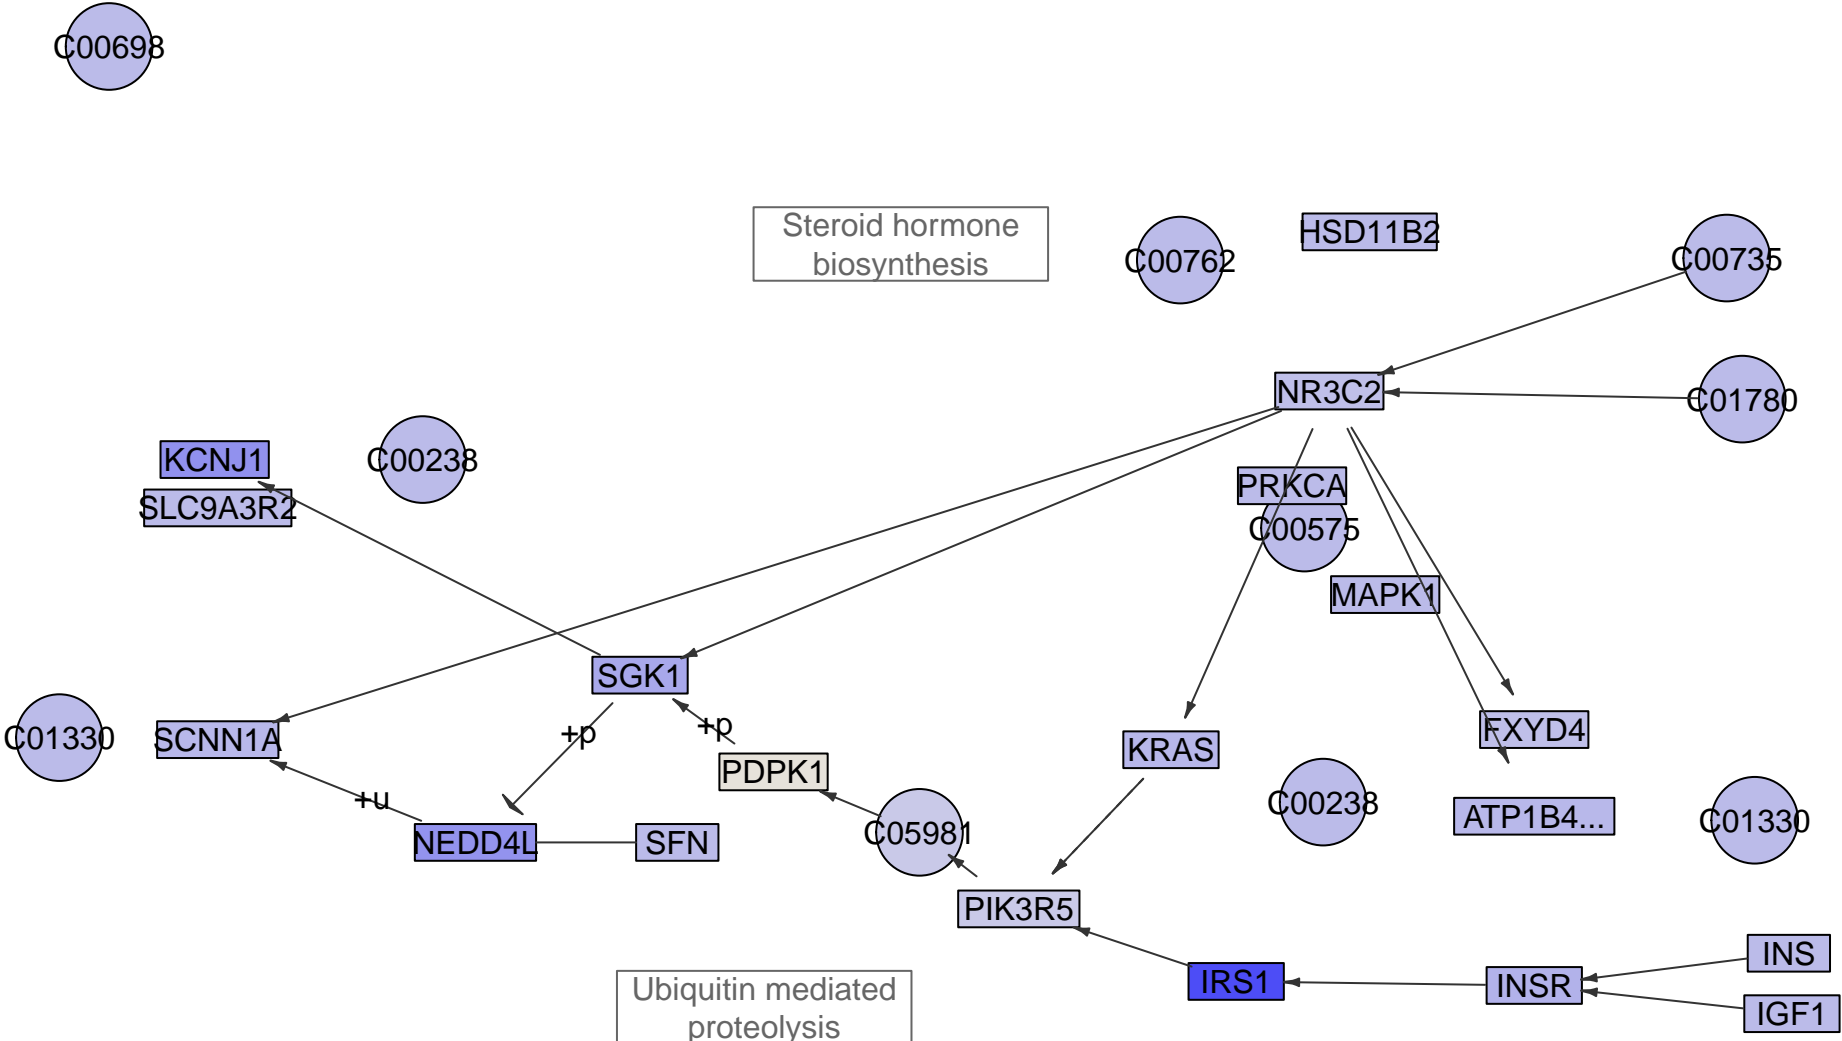 C00698
Steroid hormone
biosynthesis
C00762
HSD11B2
C00735
NR3C2
C01780
KCNJ1
C00238
SLC9A3R2
PRKCA
C00575
MAPK1
SGK1
C01330
SCNN1A
+p
+p
KRAS
FXYD4
PDPK1
+u
C00238
ATP1B4...
C01330
NEDD4L
SFN
C05981
PIK3R5
INS
Ubiquitin mediated
proteolysis
IRS1
INSR
IGF1